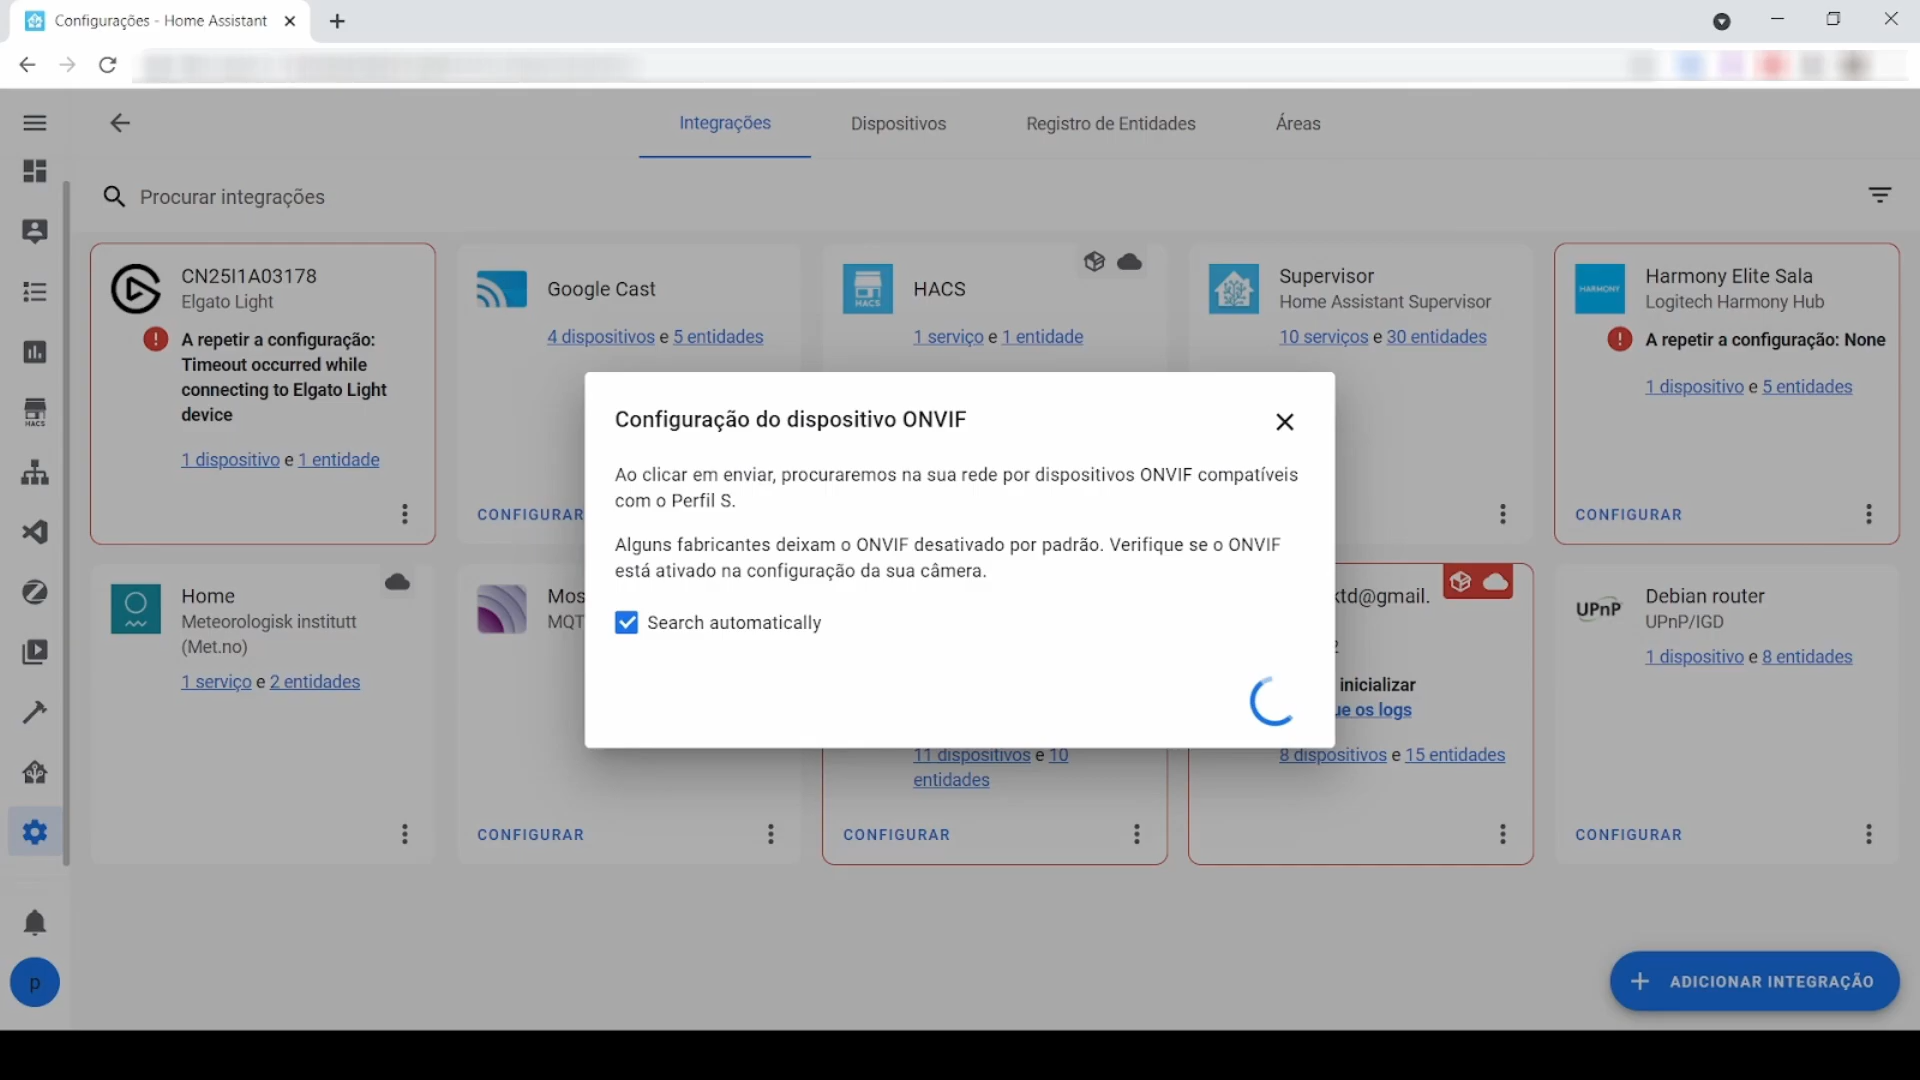 Configurações - Home Assistant
Integrações
Dispositivos
Registro de Entidades
Áreas
Procurar integrações
CN25I1A03178
Elgato Light
A repetir a configuração:
Timeout occurred while
connecting to Elgato Light
device
1 dispositivo e 1 entidade
Google Cast
4 dispositivos e 5 entidades
CONFIGURAR
HACS
HACS
1 serviço e 1 entidade
Supervisor
Home Assistant Supervisor
10 serviços e 30 entidades
HARMONY
Harmony Elite Sala
Logitech Harmony Hub
A repetir a configuração: None
1 dispositivo e 5 entidades
CONFIGURAR
Configuração do dispositivo ONVIF
Ao clicar em enviar, procuraremos na sua rede por dispositivos ONVIF compatíveis
com o Perfil S.
Alguns fabricantes deixam o ONVIF desativado por padrão. Verifique se o ONVIF
está ativado na configuração da sua câmera.
Search automatically
HACS
Home
Meteorologisk institutt
(Met.no)
1 serviço e 2 entidades
Mos
MQT
CONFIGURAR
11 dispositivos e 10
entidades
CONFIGURAR
ktd@gmail.
inicializar
ue os logs
8 dispositivos e 15 entidades
UPnP
Debian router
UPnP/IGD
1 dispositivo e 8 entidades
CONFIGURAR
p
ADICIONAR INTEGRAÇÃO